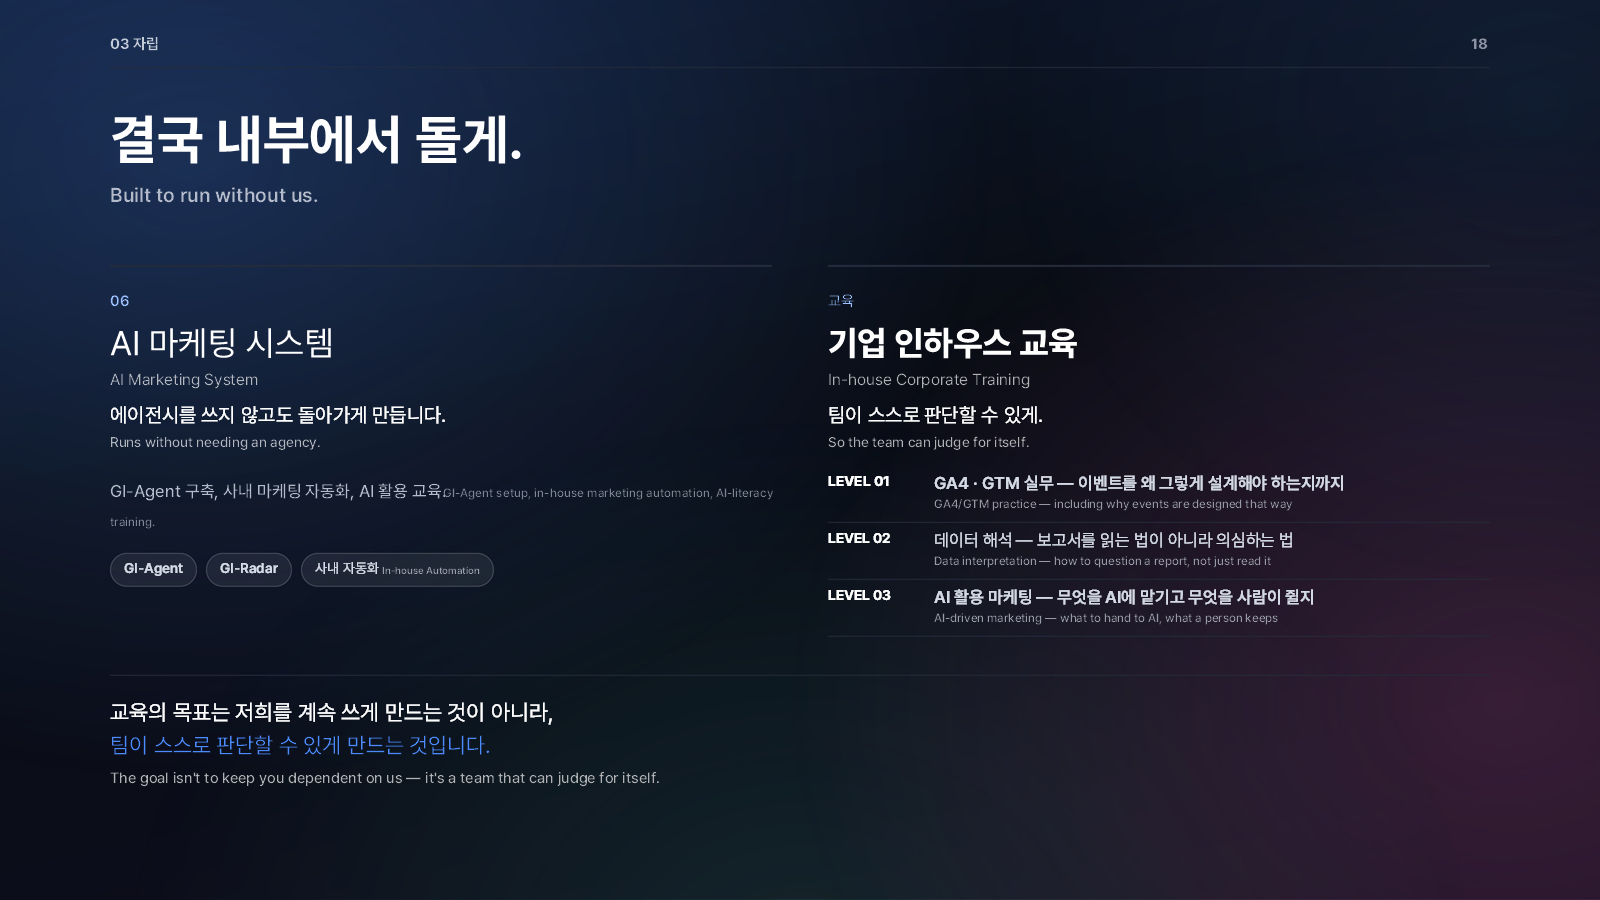 03 자립
18
결국 내부에서 돌게.
Built to run without us.
06
AI 마케팅 시스템
AI Marketing System
에이전시를 쓰지 않고도 돌아가게 만듭니다.
Runs without needing an agency.
GI-Agent 구축, 사내 마케팅 자동화, AI 활용 교육.GI-Agent setup, in-house marketing automation, AI-literacy
training.
GI-Agent
GI-Radar
사내 자동화 In-house Automation
교육
기업 인하우스 교육
In-house Corporate Training
팀이 스스로 판단할 수 있게.
So the team can judge for itself.
LEVEL 01 GA4 · GTM 실무 — 이벤트를 왜 그렇게 설계해야 하는지까지
GA4/GTM practice — including why events are designed that way
LEVEL 02 데이터 해석 — 보고서를 읽는 법이 아니라 의심하는 법
Data interpretation — how to question a report, not just read it
LEVEL 03 AI 활용 마케팅 — 무엇을 AI에 맡기고 무엇을 사람이 쥘지
AI-driven marketing — what to hand to AI, what a person keeps
교육의 목표는 저희를 계속 쓰게 만드는 것이 아니라,
팀이 스스로 판단할 수 있게 만드는 것입니다.
The goal isn't to keep you dependent on us — it's a team that can judge for itself.